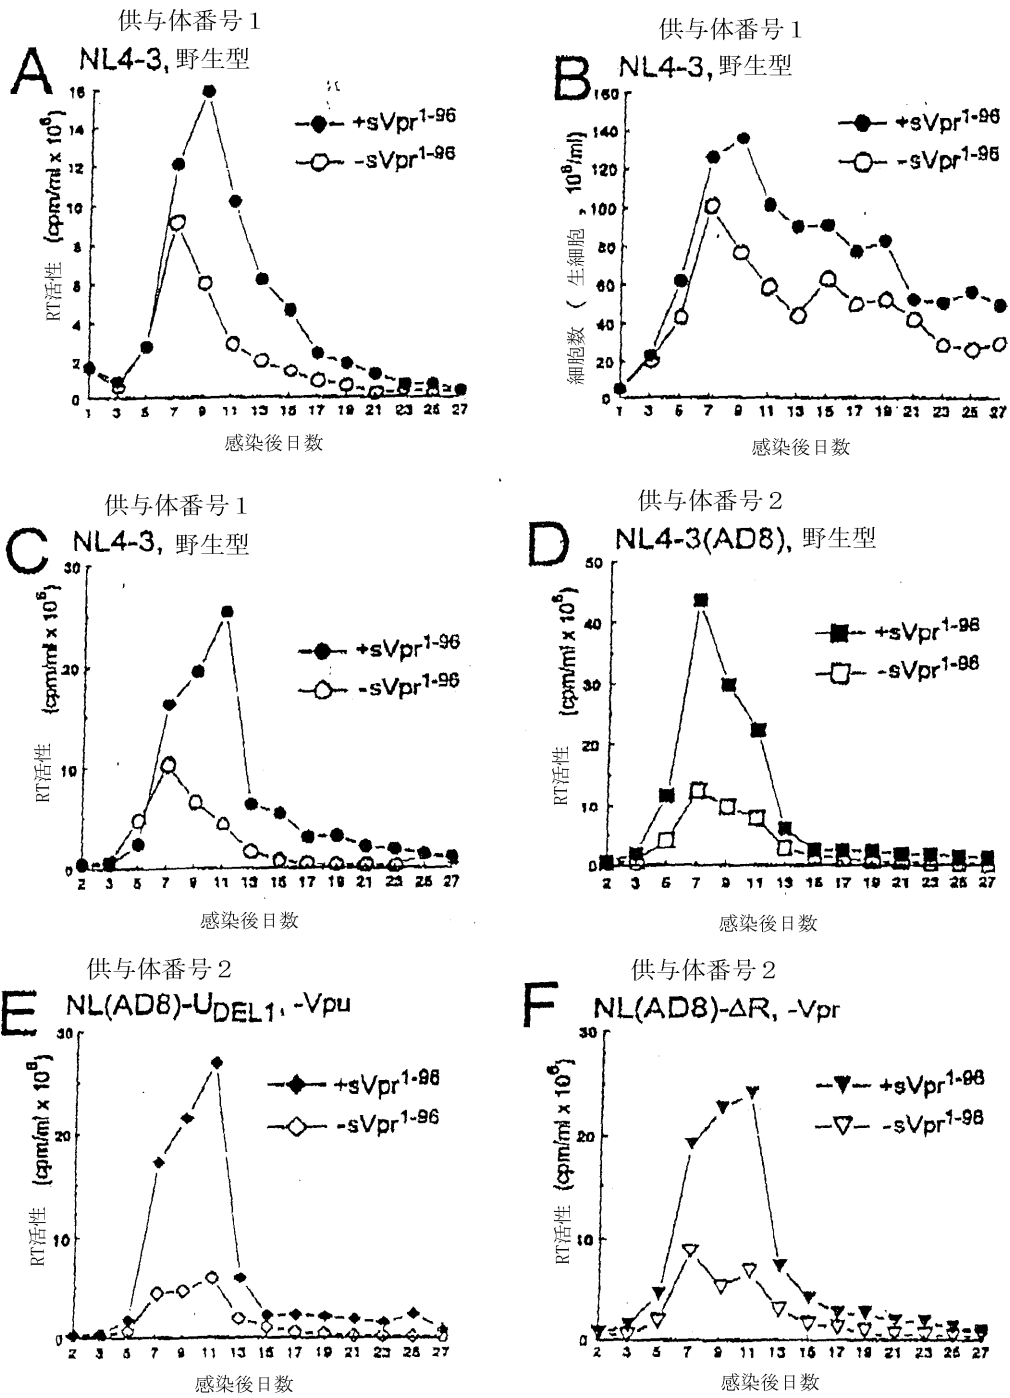 供与体番号1
A NL4-3, 野生型
RT活性 (cpm/ml x 10⁶)
16
14
12
10
8
6
4
2
0
1 3 5 7 9 11 13 15 17 19 21 23 25 27
感染後日数
+sVpr¹⁻⁹⁶
-sVpr¹⁻⁹⁶
供与体番号1
B NL4-3, 野生型
細胞数 ( 生細胞 , 10⁶/ml)
160
140
120
100
80
60
40
20
0
1 3 5 7 9 11 13 15 17 19 21 23 25 27
感染後日数
+sVpr¹⁻⁹⁶
-sVpr¹⁻⁹⁶
供与体番号1
C NL4-3, 野生型
RT活性 (cpm/ml x 10⁶)
30
20
10
0
2 3 5 7 9 11 13 15 17 19 21 23 25 27
感染後日数
+sVpr¹⁻⁹⁶
-sVpr¹⁻⁹⁶
供与体番号2
D NL4-3(AD8), 野生型
RT活性 (cpm/ml x 10⁶)
50
40
30
20
10
0
2 3 5 7 9 11 13 15 17 19 21 23 25 27
感染後日数
+sVpr¹⁻⁹⁶
-sVpr¹⁻⁹⁶
供与体番号2
E NL(AD8)-U_DEL1, -Vpu
RT活性 (cpm/ml x 10⁶)
30
20
10
0
2 3 5 7 9 11 13 15 17 19 21 23 25 27
感染後日数
+sVpr¹⁻⁹⁶
-sVpr¹⁻⁹⁶
供与体番号2
F NL(AD8)-ΔR, -Vpr
RT活性 (cpm/ml x 10⁶)
30
20
10
0
2 3 5 7 9 11 13 15 17 19 21 23 25 27
感染後日数
+sVpr¹⁻⁹⁶
-sVpr¹⁻⁹⁶